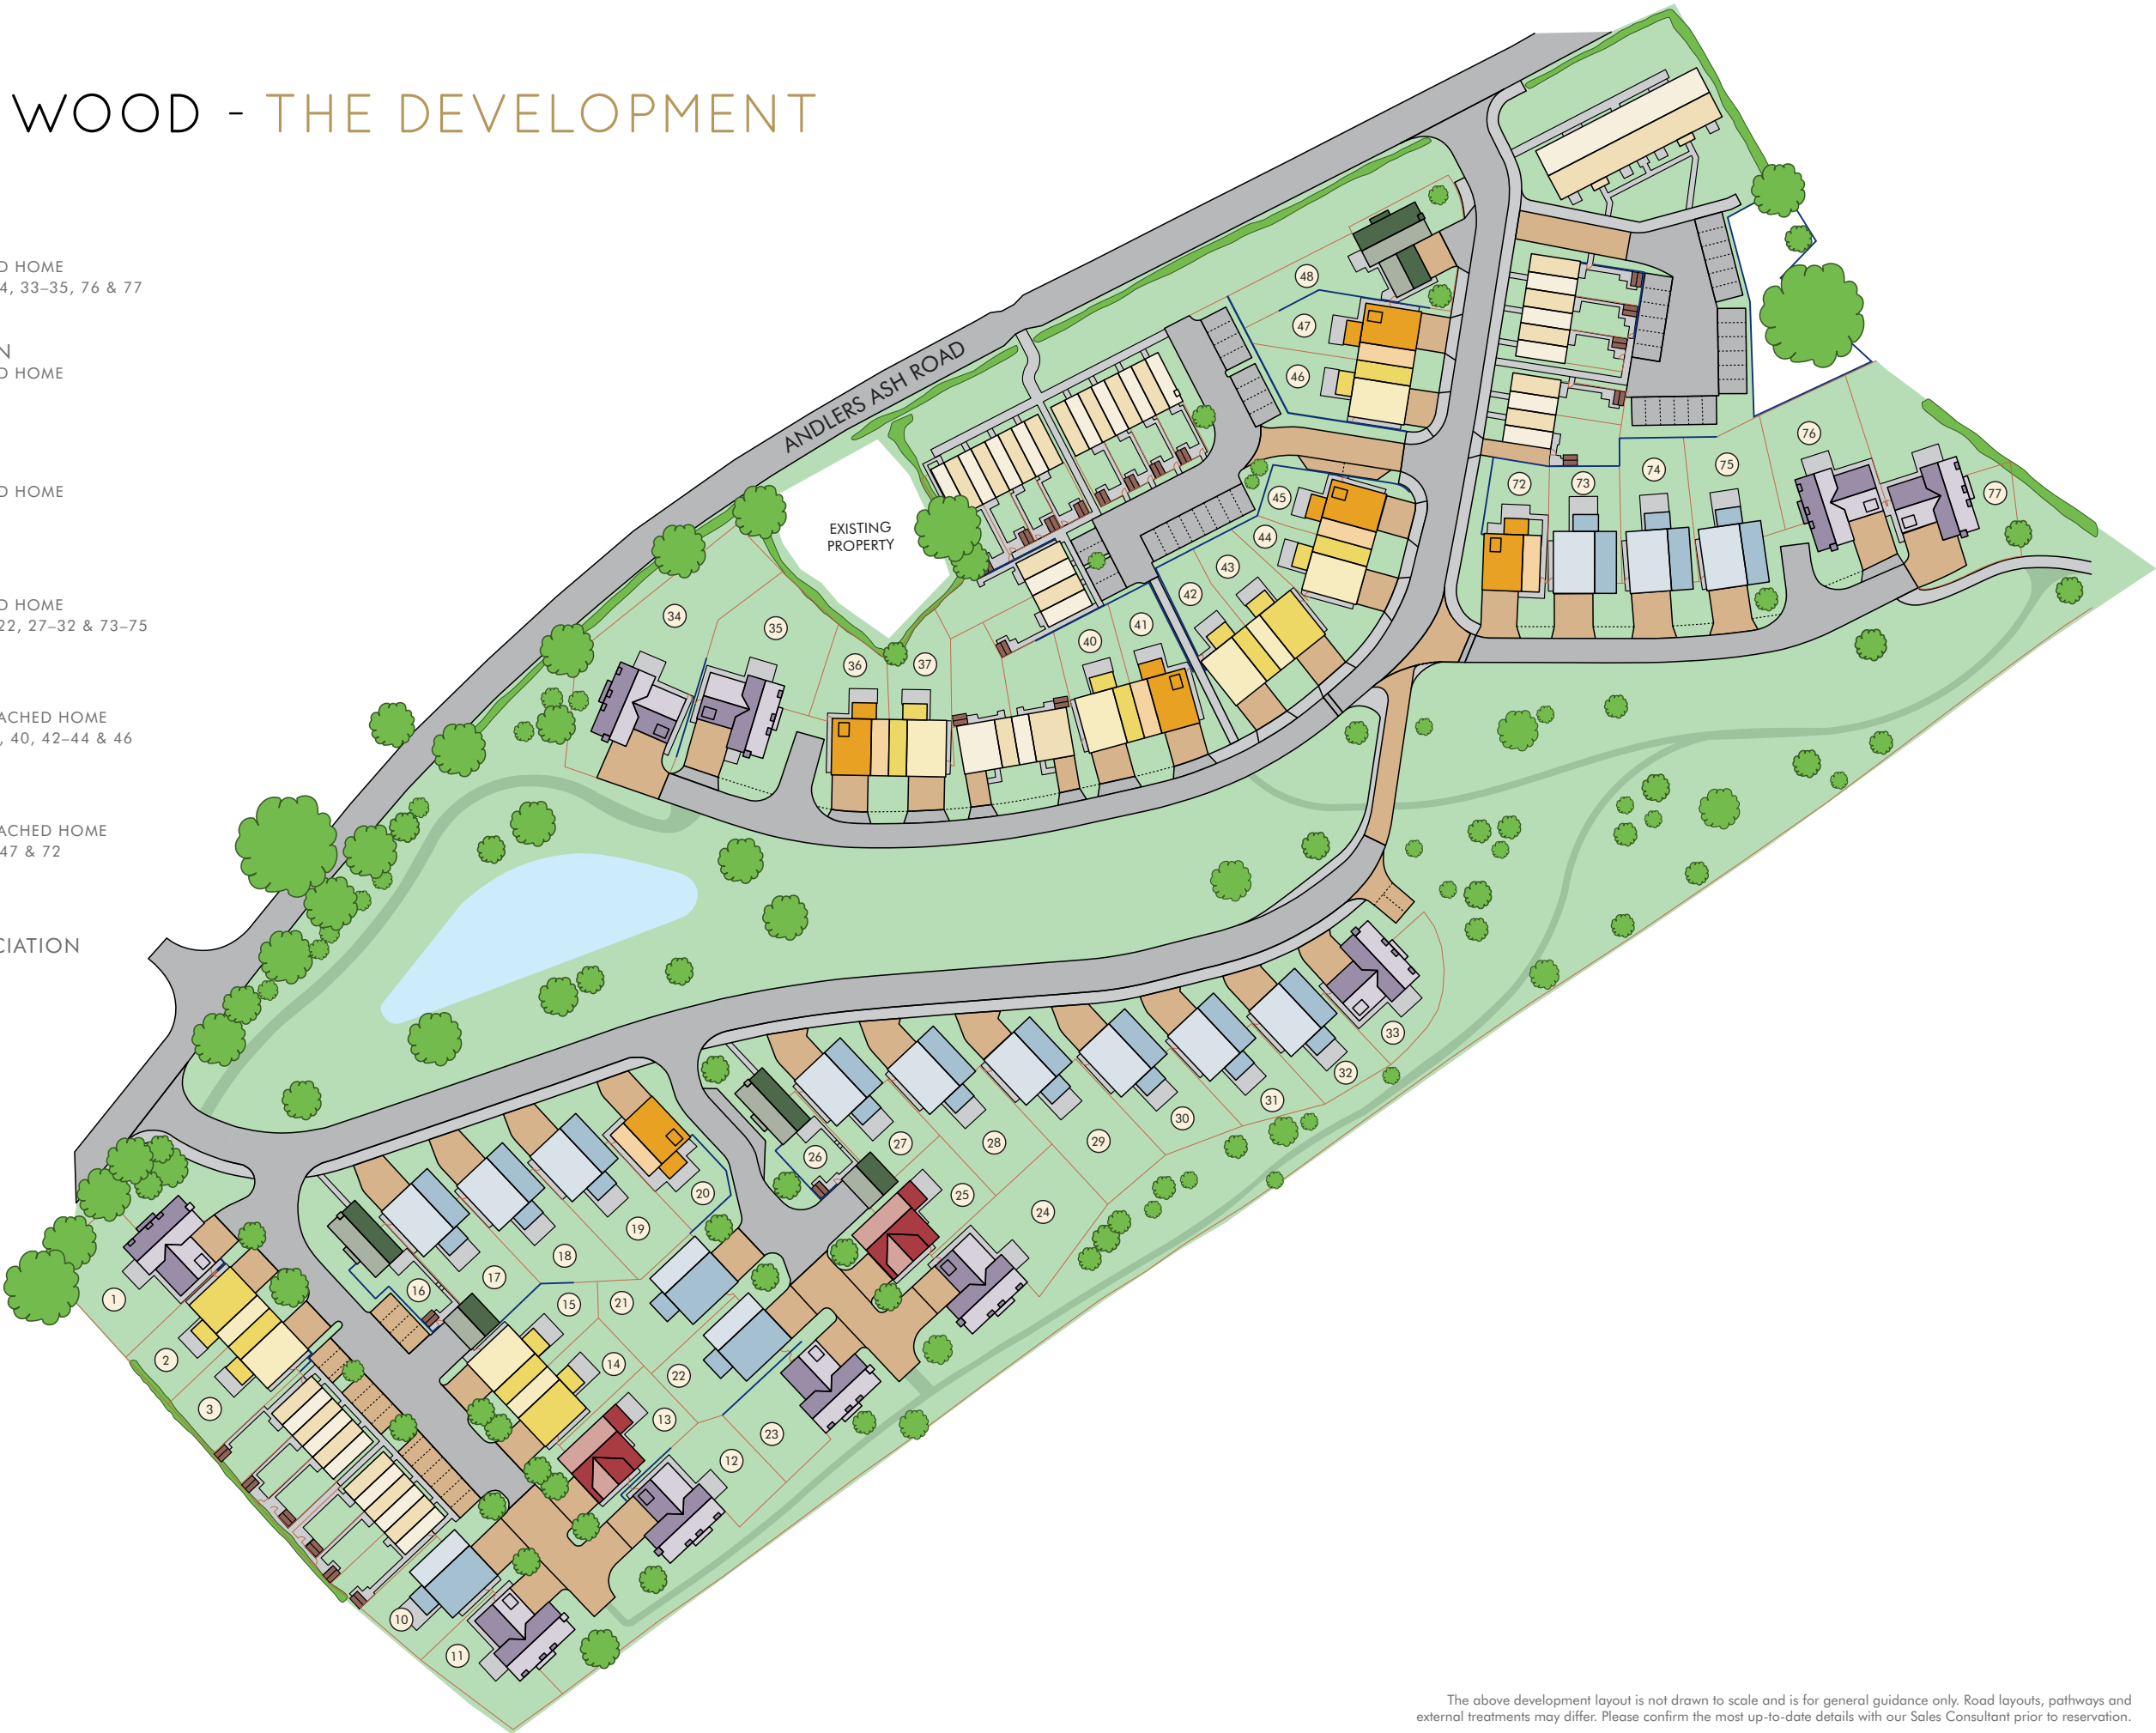 WOOD - THE DEVELOPMENT
D HOME
4, 33–35, 76 & 77
N
D HOME
D HOME
D HOME
22, 27–32 & 73–75
ACHED HOME
, 40, 42–44 & 46
ACHED HOME
47 & 72
CIATION
ANDLERS ASH ROAD
EXISTING
PROPERTY
48
47
46
45
44
43
42
41
40
37
36
35
34
72
73
74
75
76
77
33
32
31
30
29
28
27
26
25
24
20
19
18
17
16
15
21
14
22
13
23
12
1
2
3
10
11
The above development layout is not drawn to scale and is for general guidance only. Road layouts, pathways and
external treatments may differ. Please confirm the most up-to-date details with our Sales Consultant prior to reservation.